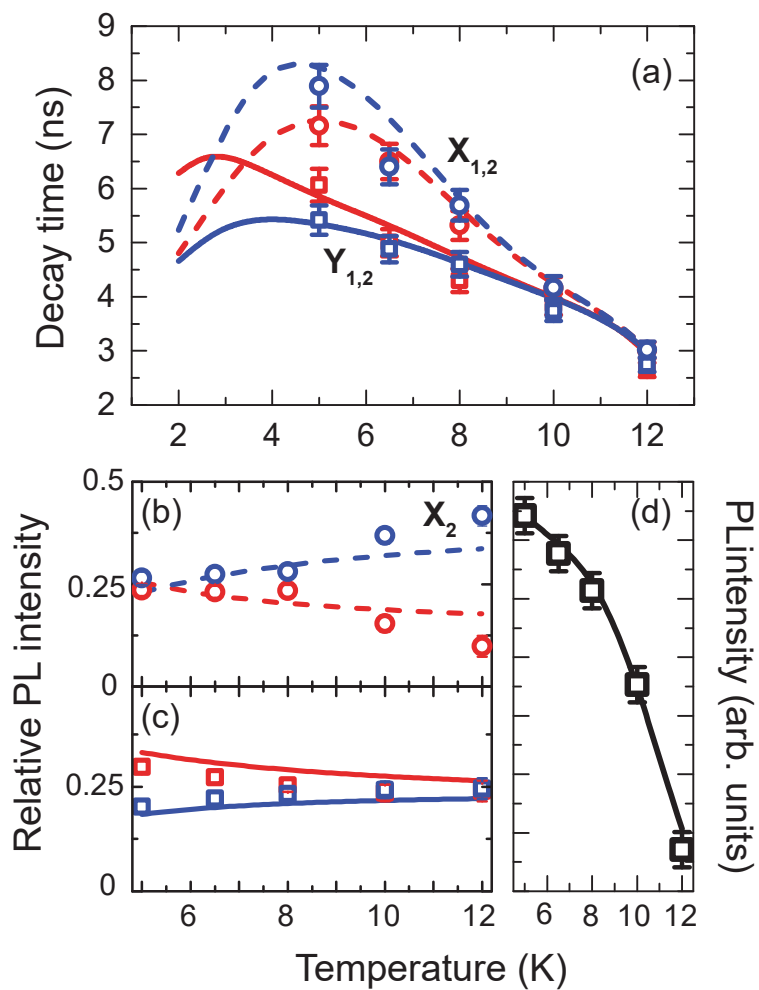 9
8
7
6
5
4
3
2
Decay time (ns)
(a)
X1,2
Y1,2
2 4 6 8 10 12
0.5
0.25
0
(b)
X2
(c)
0.25
0
Relative PL intensity
6 8 10 12
(d)
6 8 10 12
PLintensity (arb. units)
Temperature (K)